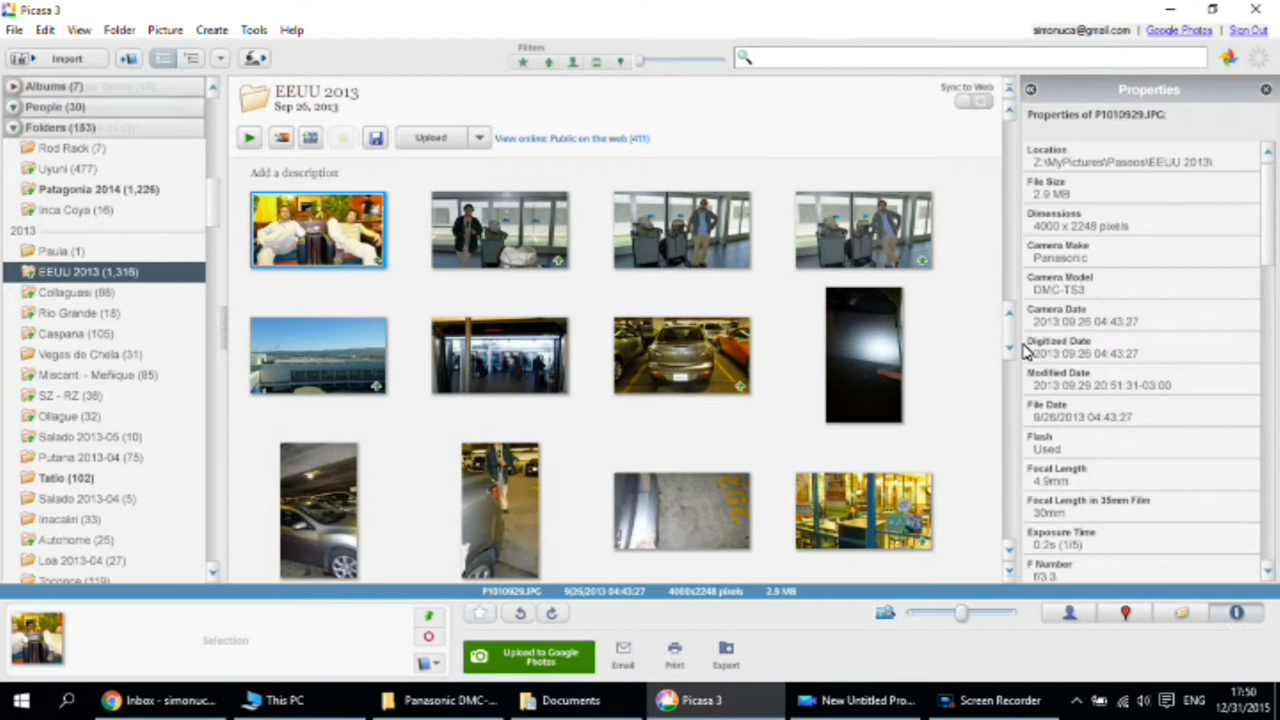 Picasa 3
File Edit View Folder Picture Create Tools Help
simonuca@gmail.com | Google Photos | Sign Out
Import
Filters
Albums (7)
People (30)
Folders (153)
Rod Rack (7)
Uyuni (477)
Patagonia 2014 (1,226)
Inca Coya (16)
2013
Paula (1)
EEUU 2013 (1,316)
Collaguasi (88)
Rio Grande (18)
Caspana (105)
Vegas de Chela (31)
Miscanti - Meñique (85)
SZ - RZ (38)
Ollague (32)
Salado 2013-05 (10)
Putana 2013-04 (75)
Tatio (102)
Salado 2013-04 (5)
Inacaliri (33)
Autohome (25)
Loa 2013-04 (27)
Toconce (119)
EEUU 2013
Sep 26, 2013
Sync to Web
Upload
View online: Public on the web (411)
Add a description
292
Properties
Properties of P1010929.JPG:
Location
Z:\MyPictures\Paseos\EEUU 2013\
File Size
2.9 MB
Dimensions
4000 x 2248 pixels
Camera Make
Panasonic
Camera Model
DMC-TS3
Camera Date
2013:09:26 04:43:27
Digitized Date
2013:09:26 04:43:27
Modified Date
2013:09:29 20:51:31-03:00
File Date
9/26/2013 04:43:27
Flash
Used
Focal Length
4.9mm
Focal Length in 35mm Film
30mm
Exposure Time
0.2s (1/5)
F Number
f/3.3
P1010929.JPG 9/26/2013 04:43:27 4000x2248 pixels 2.9 MB
Selection
Upload to Google
Photos
Email
Print
Export
Inbox - simonuc...
This PC
Panasonic DMC-...
Documents
Picasa 3
New Untitled Pro...
Screen Recorder
ENG
17:50
12/31/2015